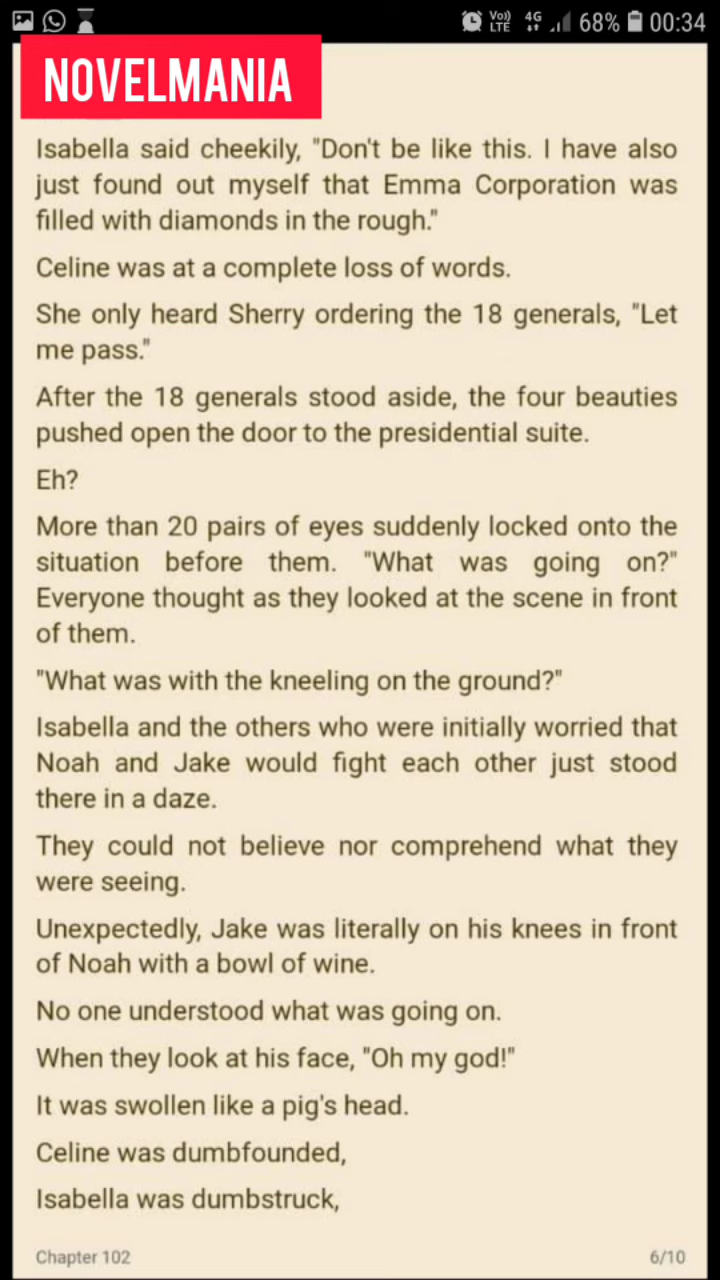 Vo)) LTE 4G 68% 00:34
NOVELMANIA
Isabella said cheekily, "Don't be like this. I have also
just found out myself that Emma Corporation was
filled with diamonds in the rough."
Celine was at a complete loss of words.
She only heard Sherry ordering the 18 generals, "Let
me pass."
After the 18 generals stood aside, the four beauties
pushed open the door to the presidential suite.
Eh?
More than 20 pairs of eyes suddenly locked onto the
situation before them. "What was going on?"
Everyone thought as they looked at the scene in front
of them.
"What was with the kneeling on the ground?"
Isabella and the others who were initially worried that
Noah and Jake would fight each other just stood
there in a daze.
They could not believe nor comprehend what they
were seeing.
Unexpectedly, Jake was literally on his knees in front
of Noah with a bowl of wine.
No one understood what was going on.
When they look at his face, "Oh my god!"
It was swollen like a pig's head.
Celine was dumbfounded,
Isabella was dumbstruck,
Chapter 102 6/10